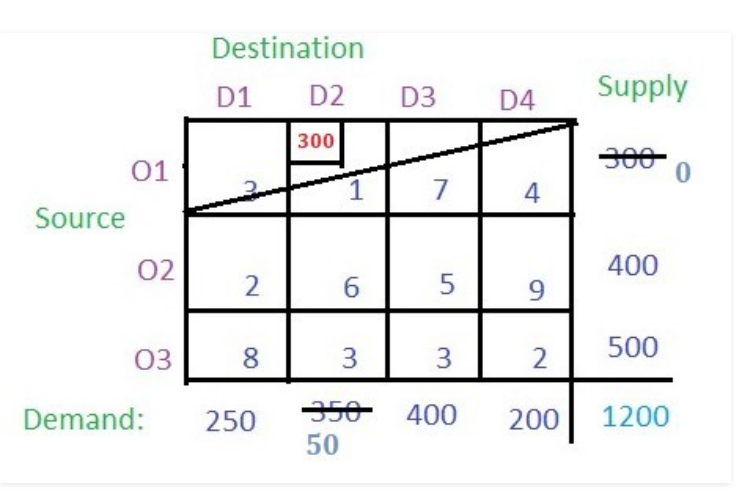 Destination
D1 D2 D3 D4 Supply
300
O1 3 1 7 4 300 0
Source
O2 2 6 5 9 400
O3 8 3 3 2 500
Demand: 250 350 400 200 1200
50